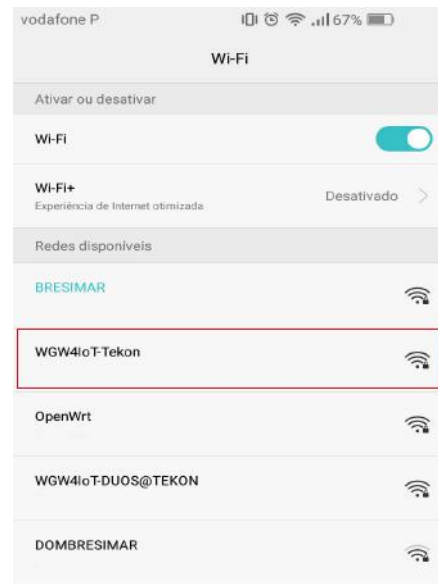 vodafone P 67%
Wi-Fi
Ativar ou desativar
Wi-Fi
Wi-Fi+
Experiência de Internet otimizada
Desativado
Redes disponíveis
BRESIMAR
WGW4IoT-Tekon
OpenWrt
WGW4IoT-DUOS@TEKON
DOMBRESIMAR